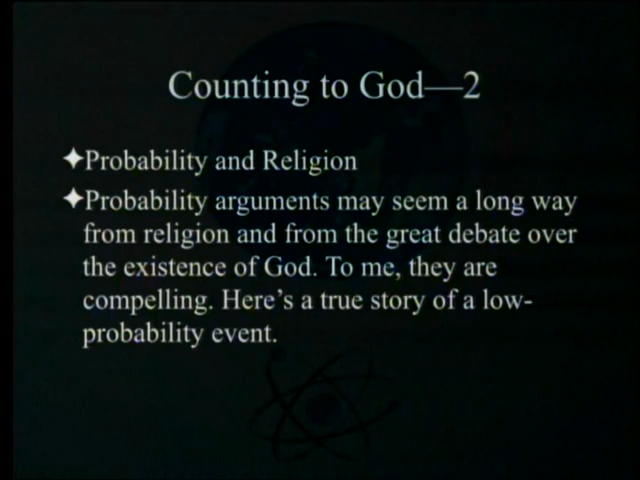 Counting to God—2
✦Probability and Religion
✦Probability arguments may seem a long way
from religion and from the great debate over
the existence of God. To me, they are
compelling. Here’s a true story of a low-
probability event.